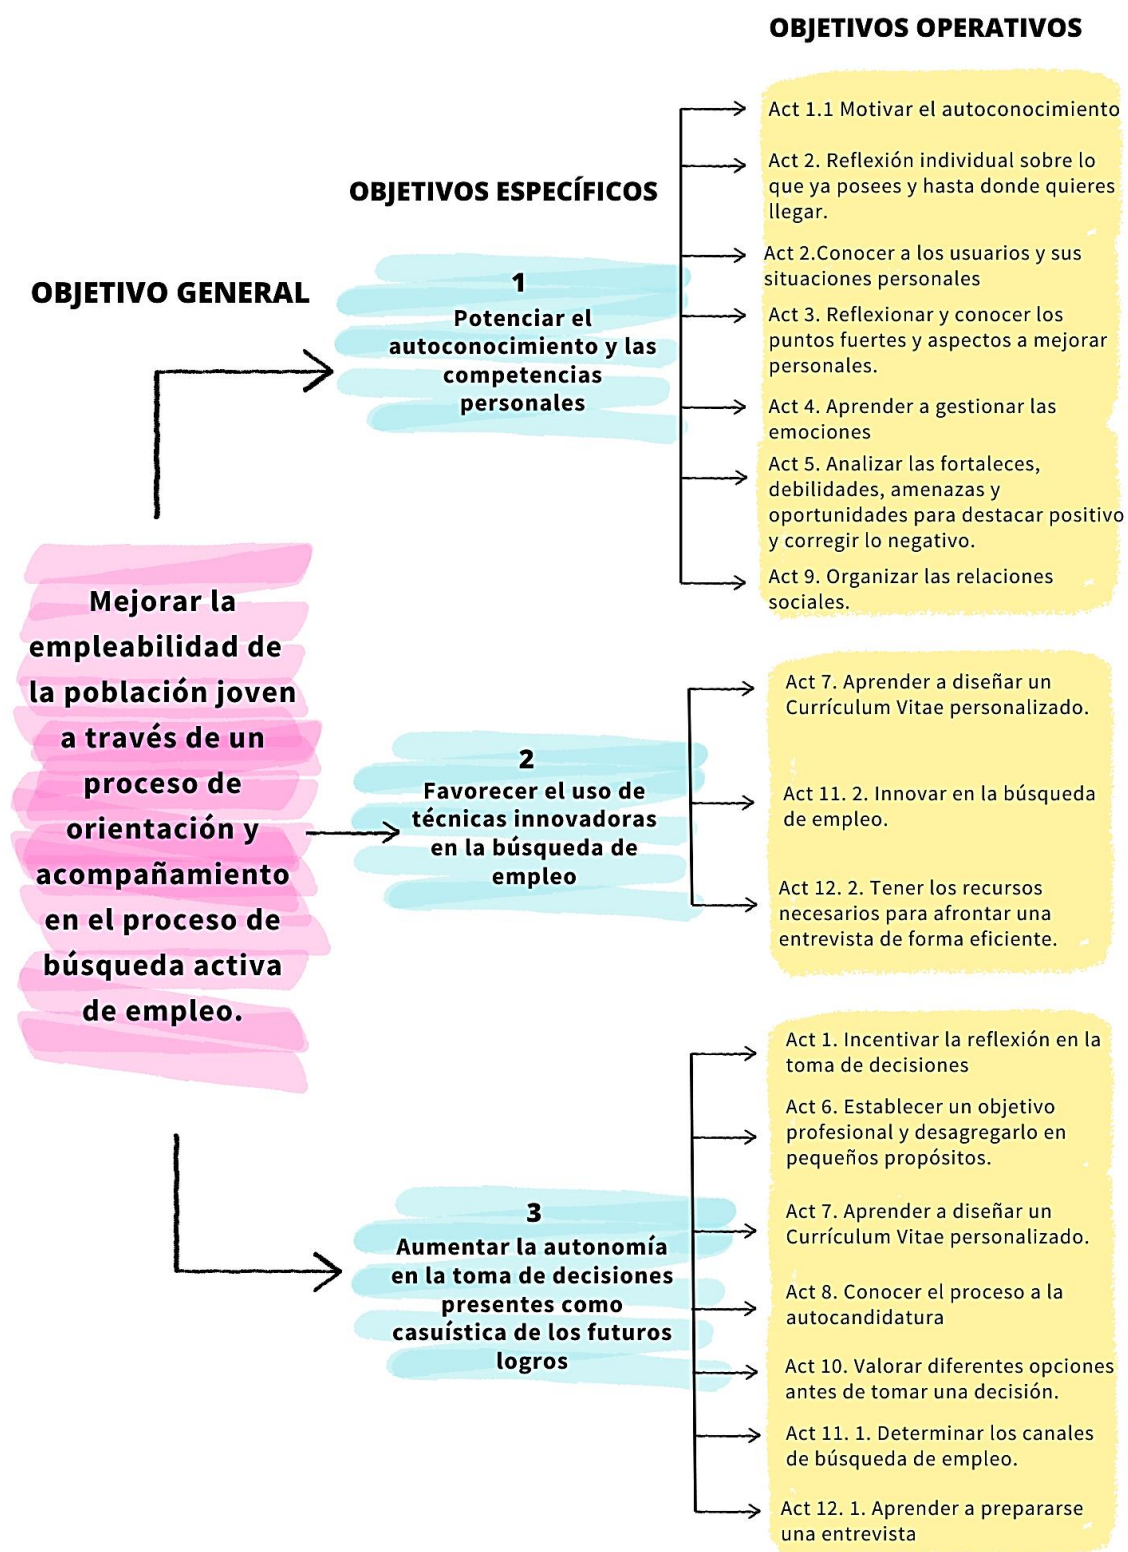 OBJETIVOS OPERATIVOS
OBJETIVOS ESPECÍFICOS
OBJETIVO GENERAL
Mejorar la
empleabilidad de
la población joven
a través de un
proceso de
orientación y
acompañamiento
en el proceso de
búsqueda activa
de empleo.
1
Potenciar el
autoconocimiento y las
competencias
personales
Act 1.1 Motivar el autoconocimiento
Act 2. Reflexión individual sobre lo
que ya posees y hasta donde quieres
llegar.
Act 2.Conocer a los usuarios y sus
situaciones personales
Act 3. Reflexionar y conocer los
puntos fuertes y aspectos a mejorar
personales.
Act 4. Aprender a gestionar las
emociones
Act 5. Analizar las fortaleces,
debilidades, amenazas y
oportunidades para destacar positivo
y corregir lo negativo.
Act 9. Organizar las relaciones
sociales.
2
Favorecer el uso de
técnicas innovadoras
en la búsqueda de
empleo
Act 7. Aprender a diseñar un
Currículum Vitae personalizado.
Act 11. 2. Innovar en la búsqueda
de empleo.
Act 12. 2. Tener los recursos
necesarios para afrontar una
entrevista de forma eficiente.
3
Aumentar la autonomía
en la toma de decisiones
presentes como
casuística de los futuros
logros
Act 1. Incentivar la reflexión en la
toma de decisiones
Act 6. Establecer un objetivo
profesional y desagregarlo en
pequeños propósitos.
Act 7. Aprender a diseñar un
Currículum Vitae personalizado.
Act 8. Conocer el proceso a la
autocandidatura
Act 10. Valorar diferentes opciones
antes de tomar una decisión.
Act 11. 1. Determinar los canales
de búsqueda de empleo.
Act 12. 1. Aprender a prepararse
una entrevista